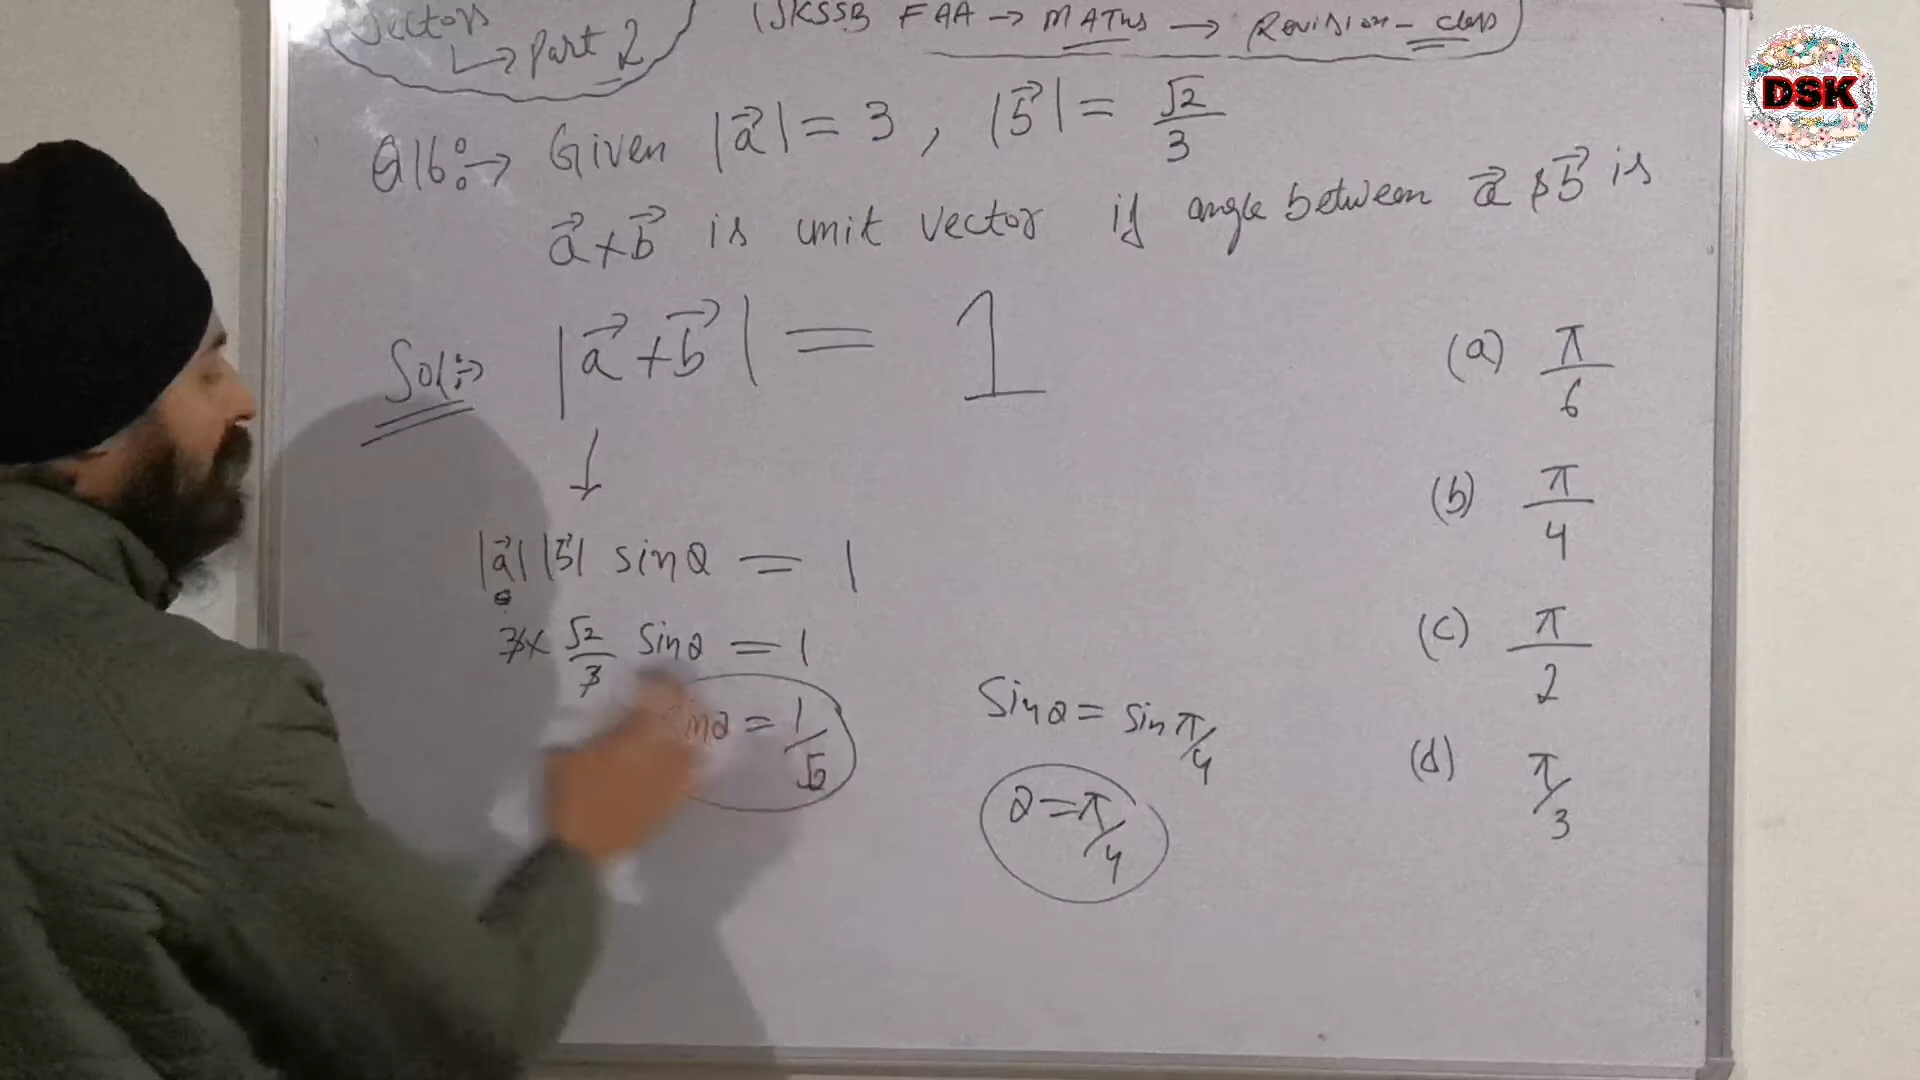 Vectors
↳ Part 2
JKSSB FAA → MATHS → Revision - class
DSK
Q16:→ Given |a⃗| = 3, |b⃗| = √2/3
a⃗×b⃗ is unit vector if angle between a⃗ & b⃗ is
Sol:→ |a⃗×b⃗| = 1
↓
|a⃗| |b⃗| sinθ = 1
3× √2/3 sinθ = 1
sinθ = 1/√2
Sinθ = sin π/4
θ = π/4
(a) π/6
(b) π/4
(c) π/2
(d) π/3